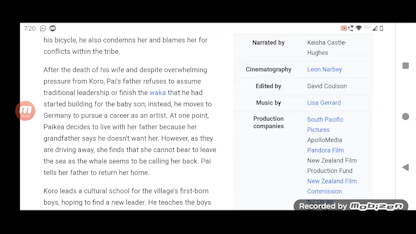 7:20
his bicycle, he also condemns her and blames her for
conflicts within the tribe.
After the death of his wife and despite overwhelming
pressure from Koro, Pai's father refuses to assume
traditional leadership or finish the waka that he had
started building for the baby son; instead, he moves to
Germany to pursue a career as an artist. At one point,
Paikea decides to live with her father because her
grandfather says he doesn't want her. However, as they
are driving away, she finds that she cannot bear to leave
the sea as the whale seems to be calling her back. Pai
tells her father to return her home.
Koro leads a cultural school for the village's first-born
boys, hoping to find a new leader. He teaches the boys
Narrated by
Keisha Castle-
Hughes
Cinematography
Leon Narbey
Edited by
David Coulson
Music by
Lisa Gerrard
Production
companies
South Pacific
Pictures
ApolloMedia
Pandora Film
New Zealand Film
Production Fund
New Zealand Film
Commission
Recorded by
Mobizen